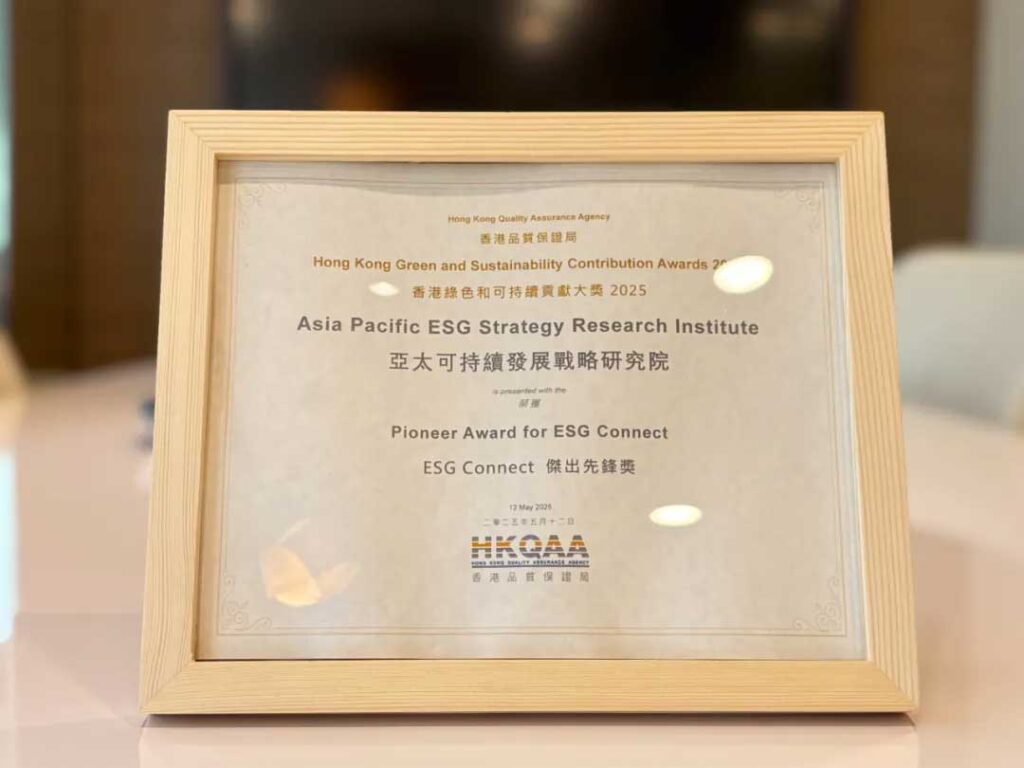 Hong Kong Quality Assurance Agency
香港品質保證局
Hong Kong Green and Sustainability Contribution Awards
香港綠色和可持續貢獻大獎 2025
Asia Pacific ESG Strategy Research Institute
亞太可持續發展戰略研究院
is presented with the
榮獲
Pioneer Award for ESG Connect
ESG Connect 傑出先鋒獎
12 May 2025
二零二五年五月十二日
HKQAA
HONG KONG QUALITY ASSURANCE AGENCY
香港品質保證局